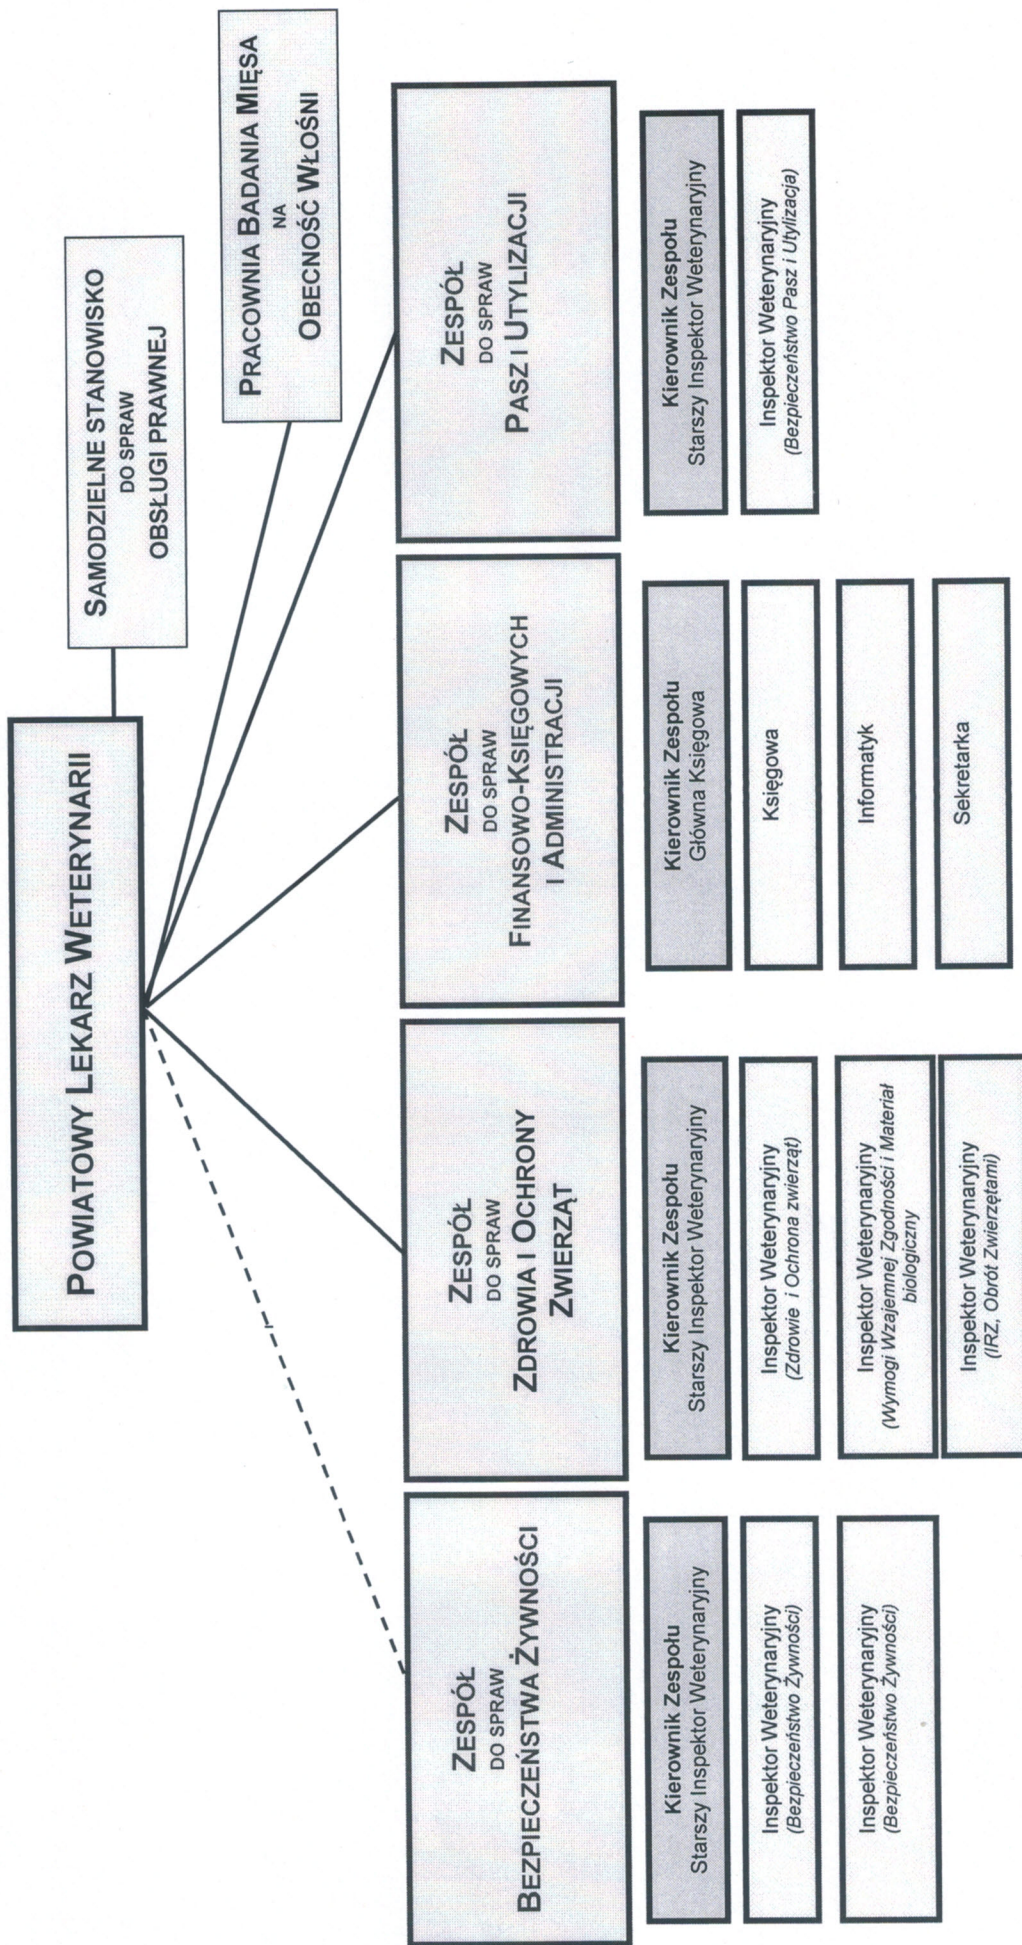 POWIATOWY LEKARZ WETERYNARII
SAMODZIELNE STANOWISKO
DO SPRAW
OBSŁUGI PRAWNEJ
PRACOWNIA BADANIA MIĘSA
NA
OBECNOŚĆ WŁOŚNI
ZESPÓŁ
DO SPRAW
BEZPIECZEŃSTWA ŻYWNOŚCI
Kierownik Zespołu
Starszy Inspektor Weterynaryjny
Inspektor Weterynaryjny
(Bezpieczeństwo Żywności)
Inspektor Weterynaryjny
(Bezpieczeństwo Żywności)
ZESPÓŁ
DO SPRAW
ZDROWIA I OCHRONY
ZWIERZĄT
Kierownik Zespołu
Starszy Inspektor Weterynaryjny
Inspektor Weterynaryjny
(Zdrowie i Ochrona zwierząt)
Inspektor Weterynaryjny
(Wymogi Wzajemnej Zgodności i Materiał
biologiczny
Inspektor Weterynaryjny
(IRZ, Obrót Zwierzętami)
ZESPÓŁ
DO SPRAW
FINANSOWO-KSIĘGOWYCH
I ADMINISTRACJI
Kierownik Zespołu
Główna Księgowa
Księgowa
Informatyk
Sekretarka
ZESPÓŁ
DO SPRAW
PASZ I UTYLIZACJI
Kierownik Zespołu
Starszy Inspektor Weterynaryjny
Inspektor Weterynaryjny
(Bezpieczeństwo Pasz i Utylizacja)